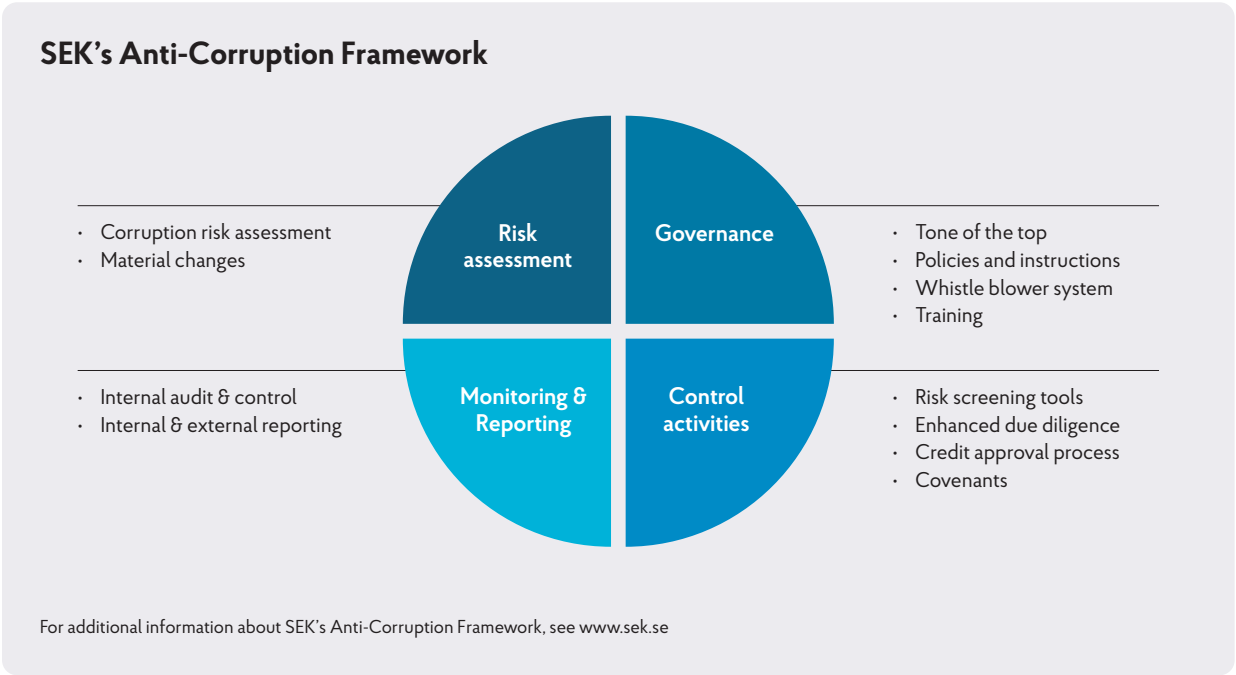 SEK's Anti-Corruption Framework
Risk
assessment
Governance
· Corruption risk assessment
· Material changes
· Tone of the top
· Policies and instructions
· Whistle blower system
· Training
Monitoring &
Reporting
Control
activities
· Internal audit & control
· Internal & external reporting
· Risk screening tools
· Enhanced due diligence
· Credit approval process
· Covenants
For additional information about SEK's Anti-Corruption Framework, see www.sek.se